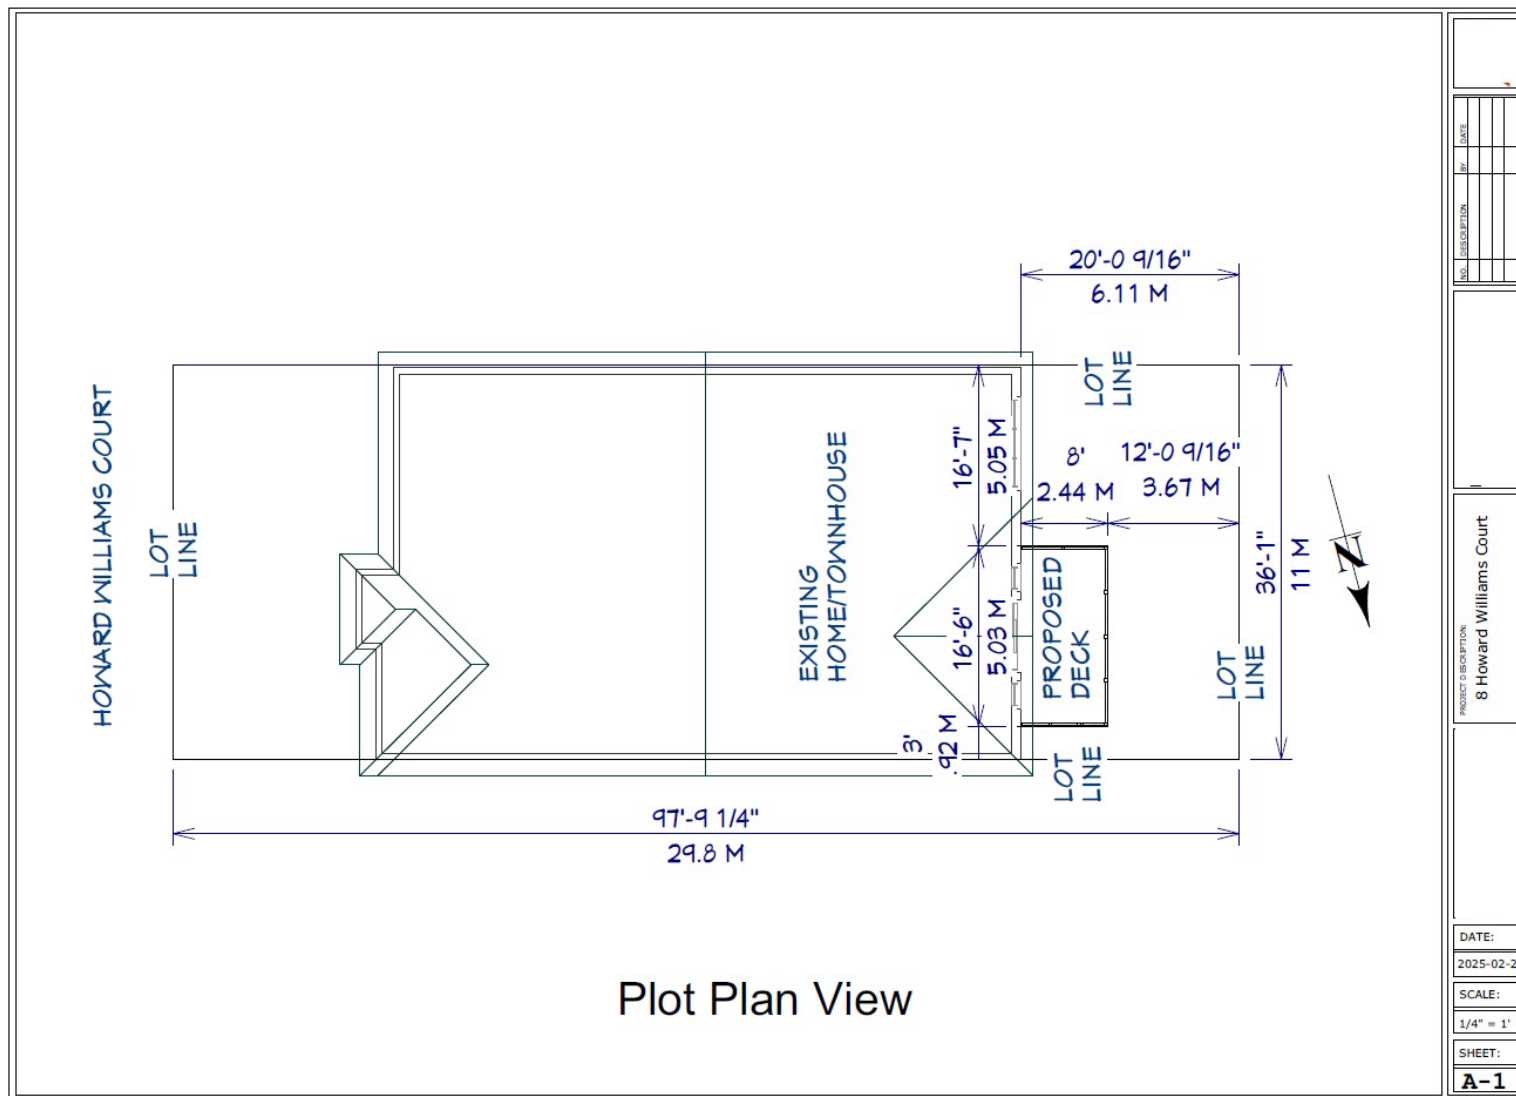 20'-0 9/16"
6.11 M
LOT
LINE
HOWARD WILLIAMS COURT
LOT
LINE
16'-7"
5.05 M
8'
2.44 M
12'-0 9/16"
3.67 M
EXISTING
HOME/TOWNHOUSE
16'-6"
5.03 M
PROPOSED
DECK
36'-1"
11 M
N
LOT
LINE
3'
.92 M
LOT
LINE
97'-9 1/4"
29.8 M
Plot Plan View
NO.
DESCRIPTION
BY
DATE
PROJECT DESCRIPTION:
8 Howard Williams Court
DATE:
2025-02-2
SCALE:
1/4" = 1'
SHEET:
A-1